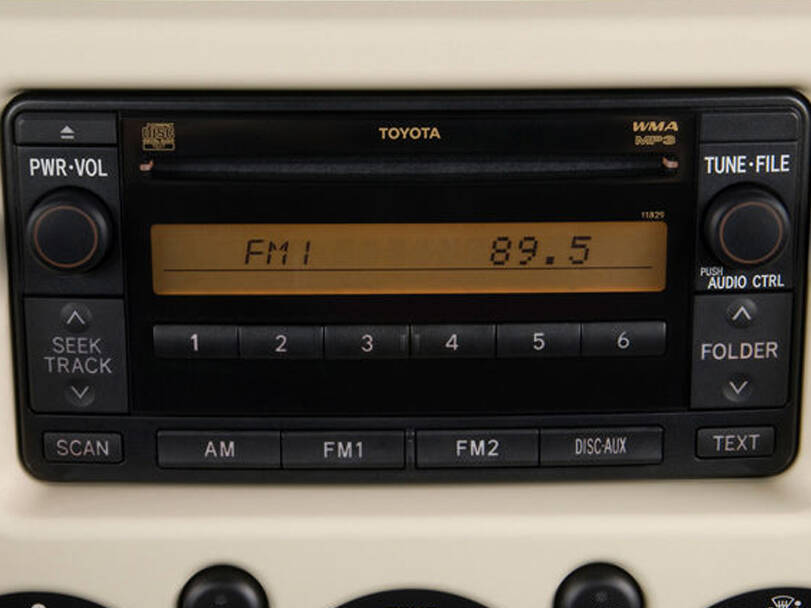 disc
TOYOTA
WMA
MP3
PWR·VOL
TUNE·FILE
11829
FM1 89.5
PUSH
AUDIO CTRL
SEEK
TRACK
1 2 3 4 5 6
FOLDER
SCAN
AM FM1 FM2 DISC·AUX
TEXT